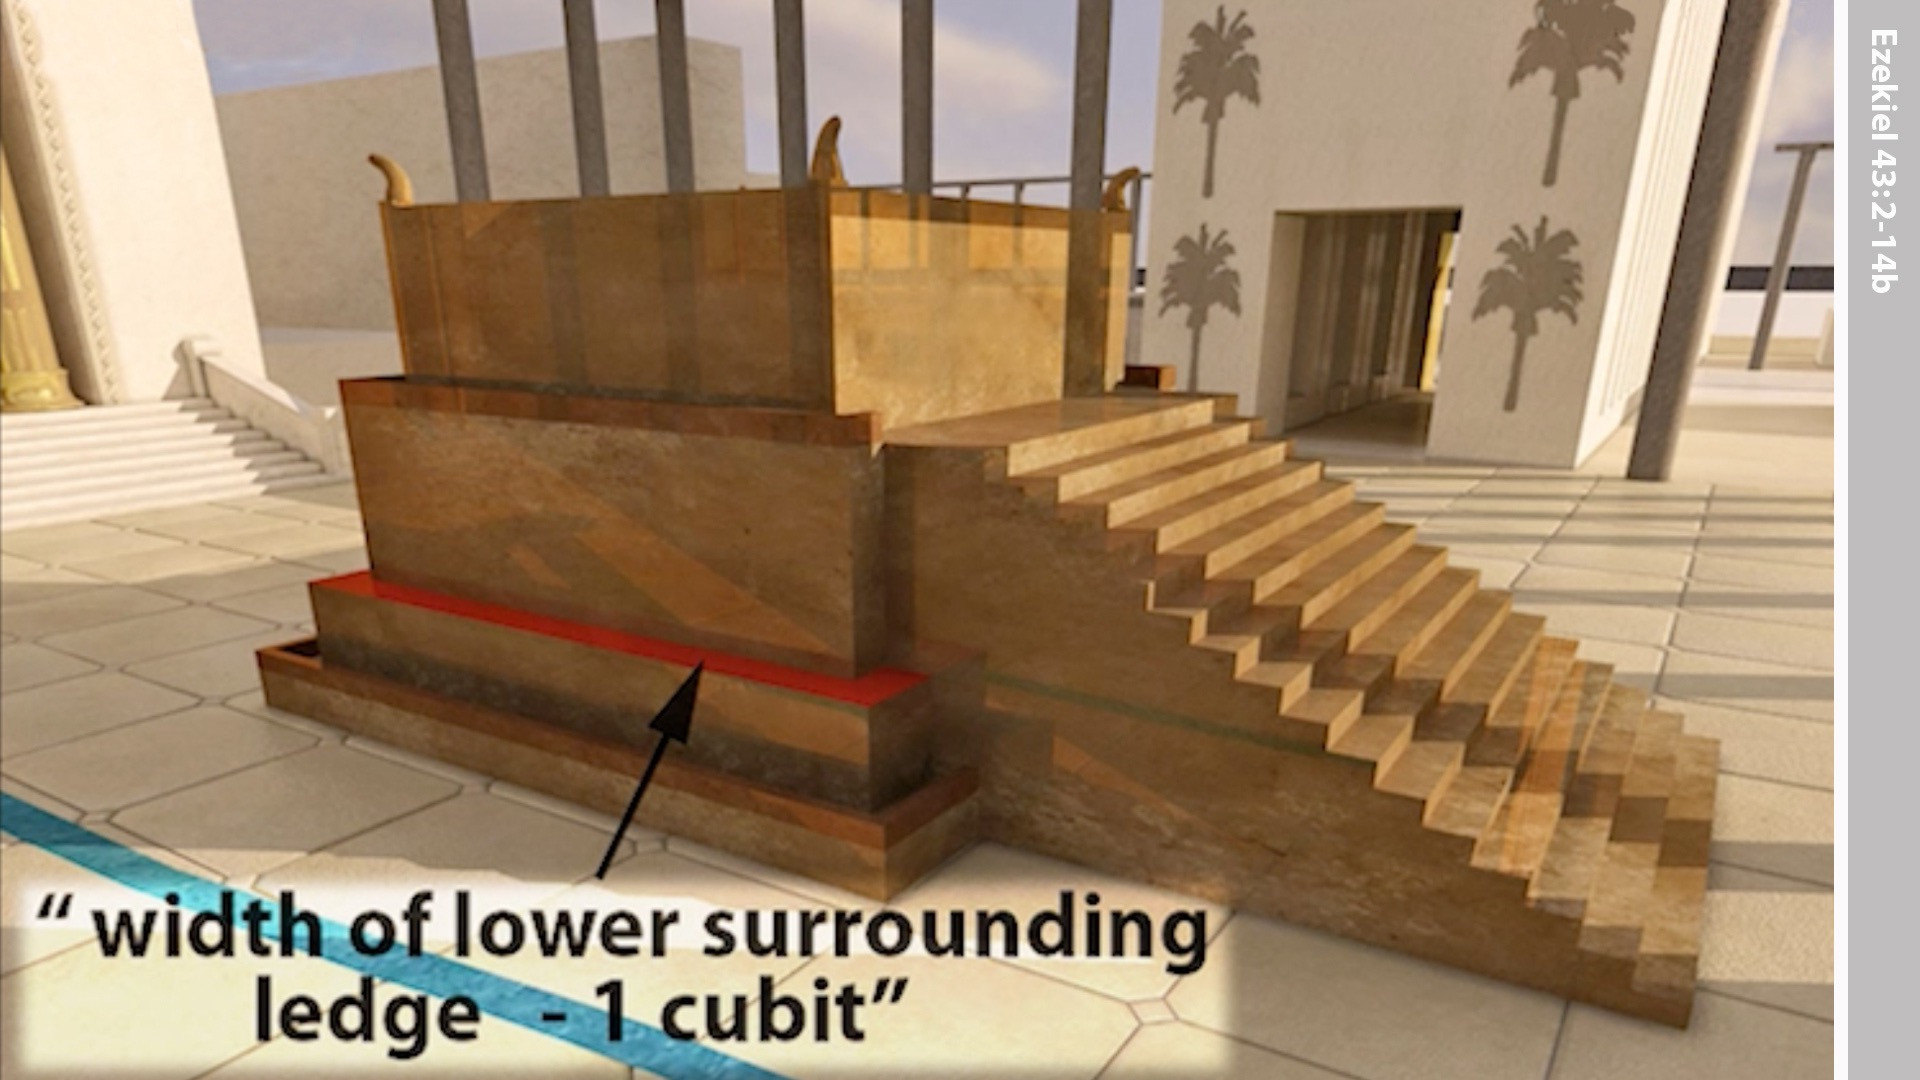 “ width of lower surrounding
ledge - 1 cubit”
Ezekiel 43:2-14b